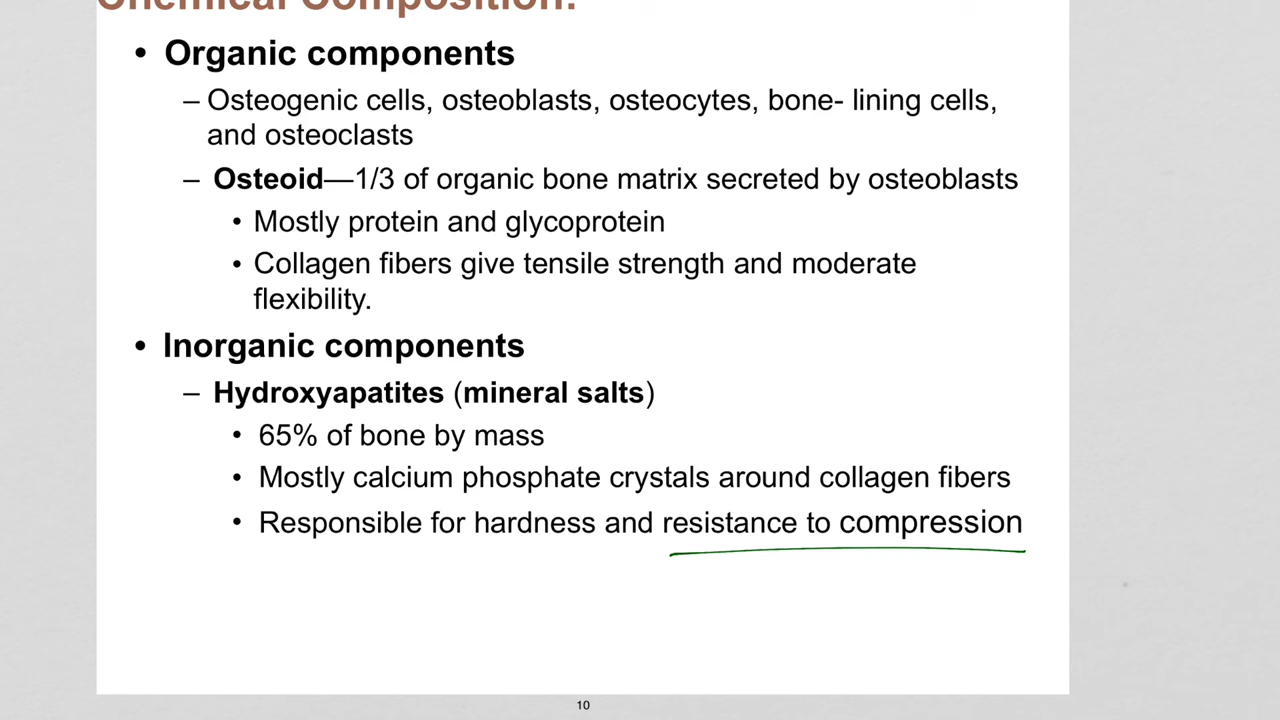 Chemical Composition:
• Organic components
– Osteogenic cells, osteoblasts, osteocytes, bone- lining cells,
and osteoclasts
– Osteoid—1/3 of organic bone matrix secreted by osteoblasts
• Mostly protein and glycoprotein
• Collagen fibers give tensile strength and moderate
flexibility.
• Inorganic components
– Hydroxyapatites (mineral salts)
• 65% of bone by mass
• Mostly calcium phosphate crystals around collagen fibers
• Responsible for hardness and resistance to compression
10